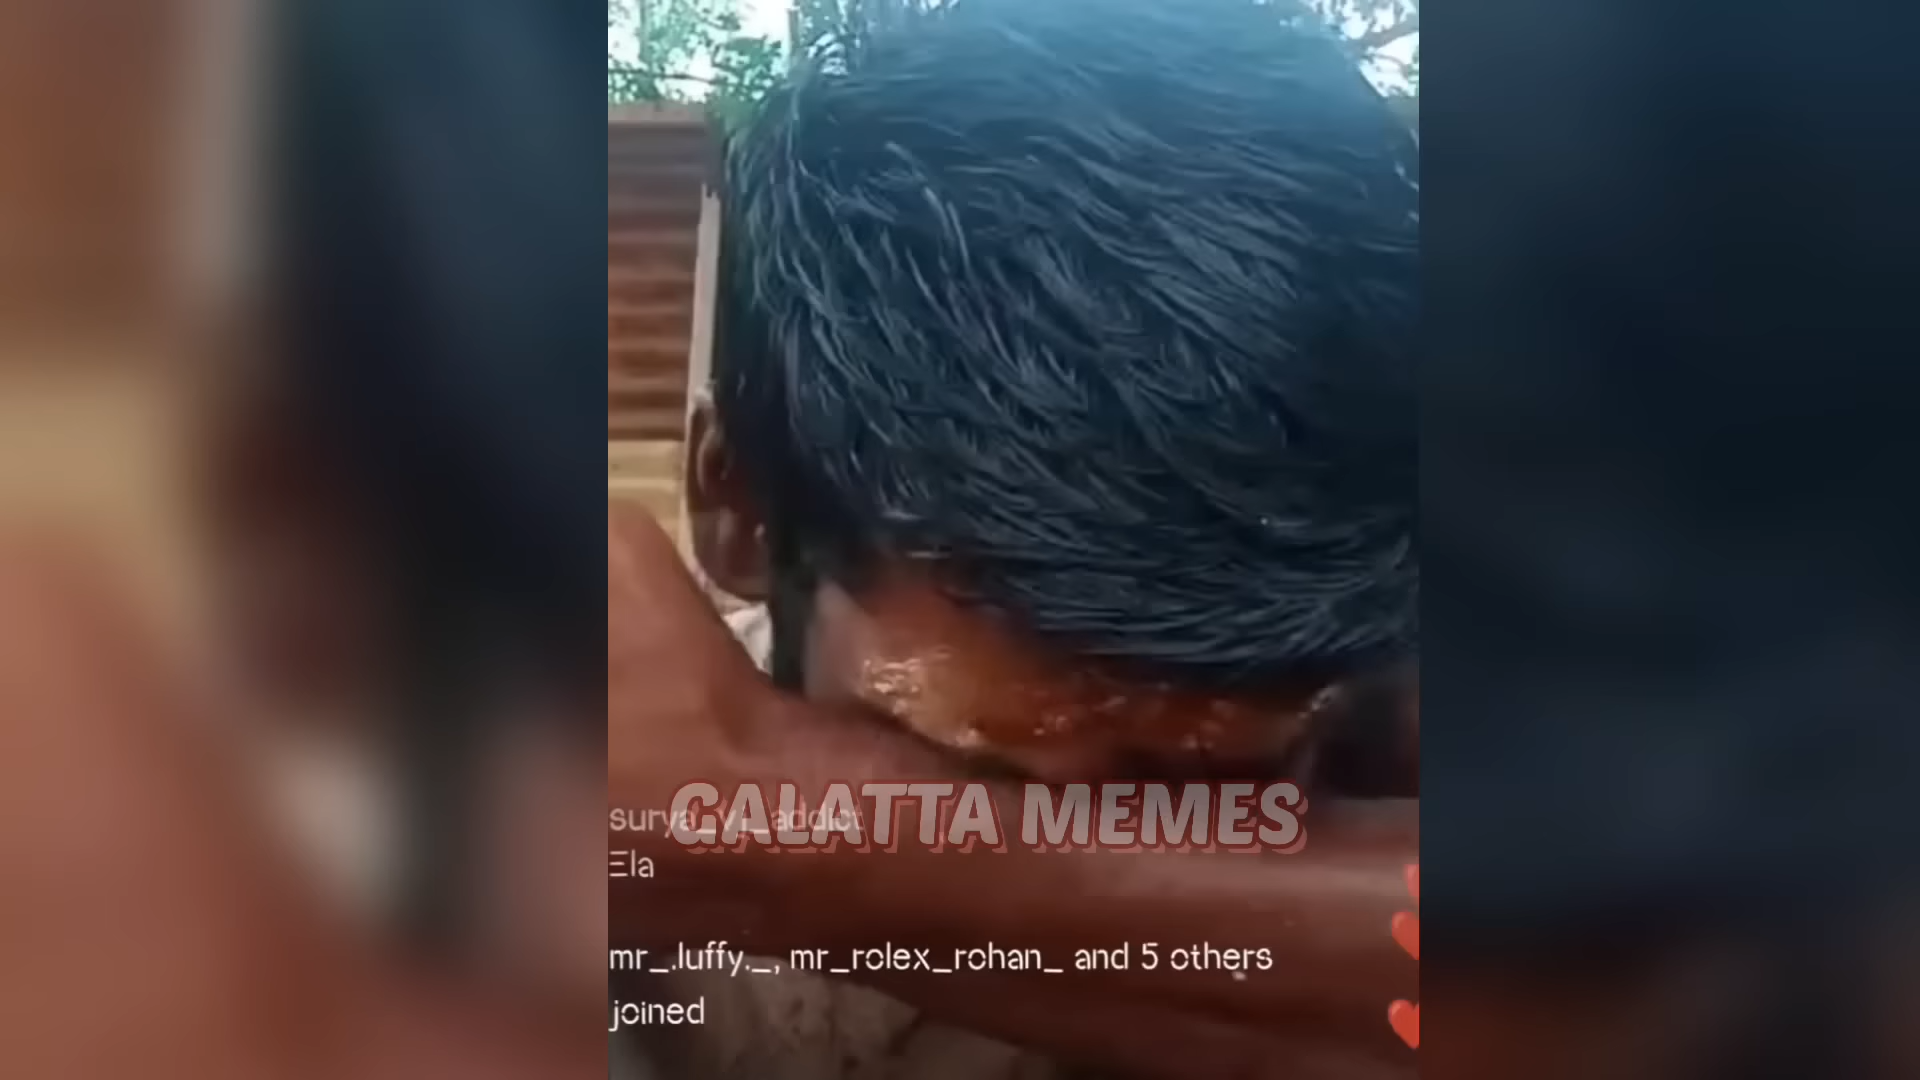 GALATTA MEMES
Ela
mr_.luffy._, mr_rolex_rohan_ and 5 others
joined